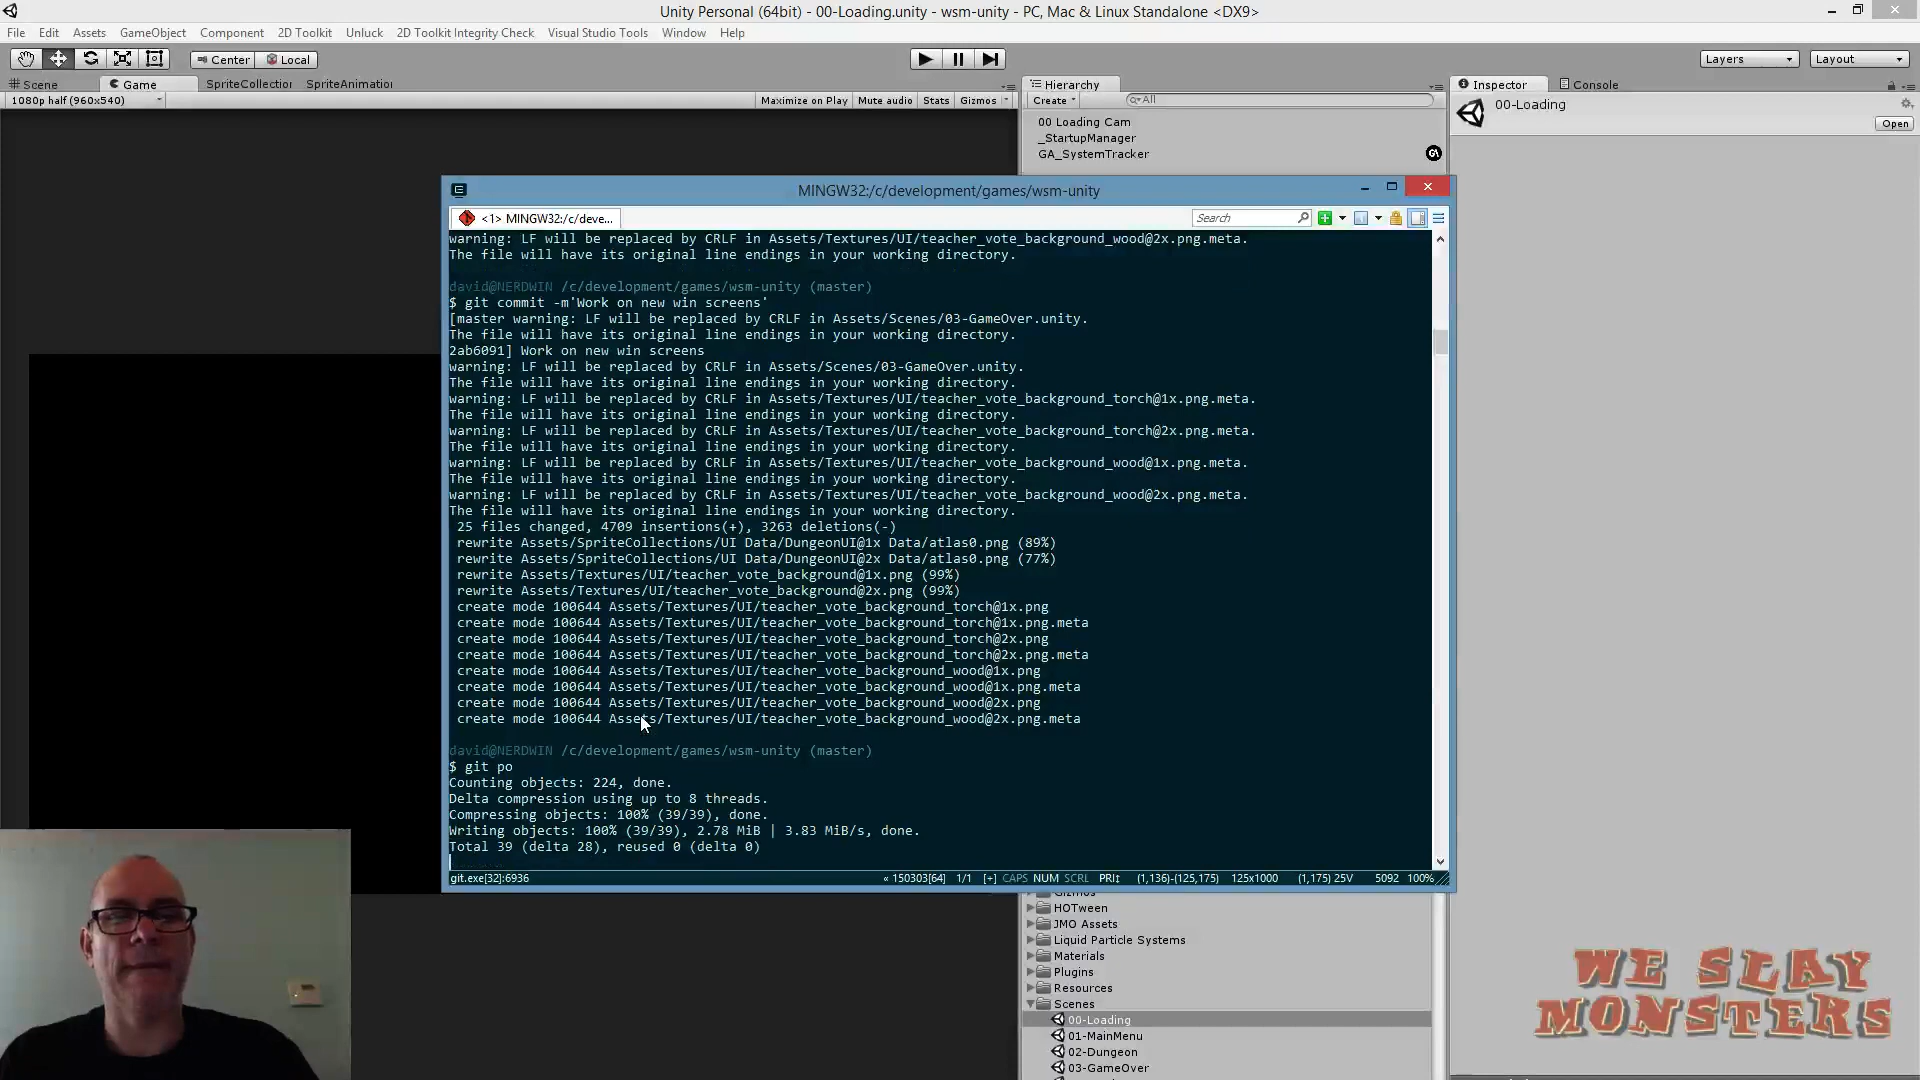 Unity Personal (64bit) - 00-Loading.unity - wsm-unity - PC, Mac & Linux Standalone <DX9>
File Edit Assets GameObject Component 2D Toolkit Unluck 2D Toolkit Integrity Check Visual Studio Tools Window Help
Center Local Layers Layout
Scene Game SpriteCollectio SpriteAnimation Hierarchy Inspector Console
1080p half (960x540) Maximize on Play Mute audio Stats Gizmos Create All 00-Loading
Open
00 Loading Cam
_StartupManager
GA_SystemTracker
MINGW32:/c/development/games/wsm-unity
<1> MINGW32:/c/deve... Search
warning: LF will be replaced by CRLF in Assets/Textures/UI/teacher_vote_background_wood@2x.png.meta.
The file will have its original line endings in your working directory.
david@NERDWIN /c/development/games/wsm-unity (master)
$ git commit -m'Work on new win screens'
[master warning: LF will be replaced by CRLF in Assets/Scenes/03-GameOver.unity.
The file will have its original line endings in your working directory.
2ab6091] Work on new win screens
warning: LF will be replaced by CRLF in Assets/Scenes/03-GameOver.unity.
The file will have its original line endings in your working directory.
warning: LF will be replaced by CRLF in Assets/Textures/UI/teacher_vote_background_torch@1x.png.meta.
The file will have its original line endings in your working directory.
warning: LF will be replaced by CRLF in Assets/Textures/UI/teacher_vote_background_torch@2x.png.meta.
The file will have its original line endings in your working directory.
warning: LF will be replaced by CRLF in Assets/Textures/UI/teacher_vote_background_wood@1x.png.meta.
The file will have its original line endings in your working directory.
warning: LF will be replaced by CRLF in Assets/Textures/UI/teacher_vote_background_wood@2x.png.meta.
The file will have its original line endings in your working directory.
25 files changed, 4709 insertions(+), 3263 deletions(-)
rewrite Assets/SpriteCollections/UI Data/DungeonUI@1x Data/atlas0.png (89%)
rewrite Assets/SpriteCollections/UI Data/DungeonUI@2x Data/atlas0.png (77%)
rewrite Assets/Textures/UI/teacher_vote_background@1x.png (99%)
rewrite Assets/Textures/UI/teacher_vote_background@2x.png (99%)
create mode 100644 Assets/Textures/UI/teacher_vote_background_torch@1x.png
create mode 100644 Assets/Textures/UI/teacher_vote_background_torch@1x.png.meta
create mode 100644 Assets/Textures/UI/teacher_vote_background_torch@2x.png
create mode 100644 Assets/Textures/UI/teacher_vote_background_torch@2x.png.meta
create mode 100644 Assets/Textures/UI/teacher_vote_background_wood@1x.png
create mode 100644 Assets/Textures/UI/teacher_vote_background_wood@1x.png.meta
create mode 100644 Assets/Textures/UI/teacher_vote_background_wood@2x.png
create mode 100644 Assets/Textures/UI/teacher_vote_background_wood@2x.png.meta
david@NERDWIN /c/development/games/wsm-unity (master)
$ git po
Counting objects: 224, done.
Delta compression using up to 8 threads.
Compressing objects: 100% (39/39), done.
Writing objects: 100% (39/39), 2.78 MiB | 3.83 MiB/s, done.
Total 39 (delta 28), reused 0 (delta 0)
git.exe[32]:6936 « 150303[64] 1/1 [+] CAPS NUM SCRL PRI↕ (1,136)-(125,175) 125x1000 (1,175) 25V 5092 100%
Gizmos
HOTween
JMO Assets
Liquid Particle Systems
Materials
Plugins
Resources
Scenes
00-Loading
01-MainMenu
02-Dungeon
03-GameOver
WE SLAY
MONSTERS